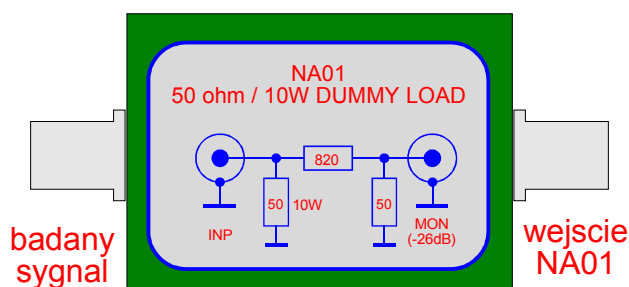 NA01
50 ohm / 10W DUMMY LOAD
820
50 10W
50
INP
MON
(-26dB)
badany
sygnal
wejscie
NA01